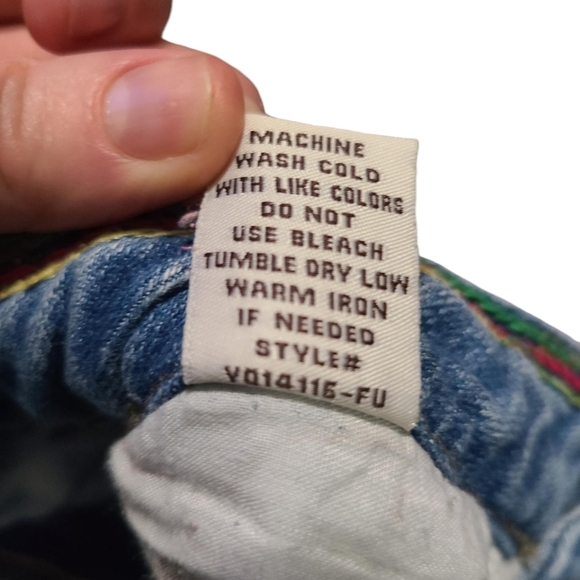 MACHINE
WASH COLD
WITH LIKE COLORS
DO NOT
USE BLEACH
TUMBLE DRY LOW
WARM IRON
IF NEEDED
STYLE#
YQ14116-FU